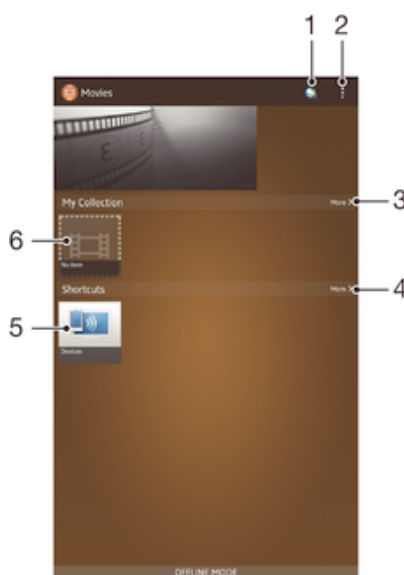 1 2
Movies
My Collection
More
3
6
No item
Shortcuts
More
4
5
Devices
OFFLINE MODE